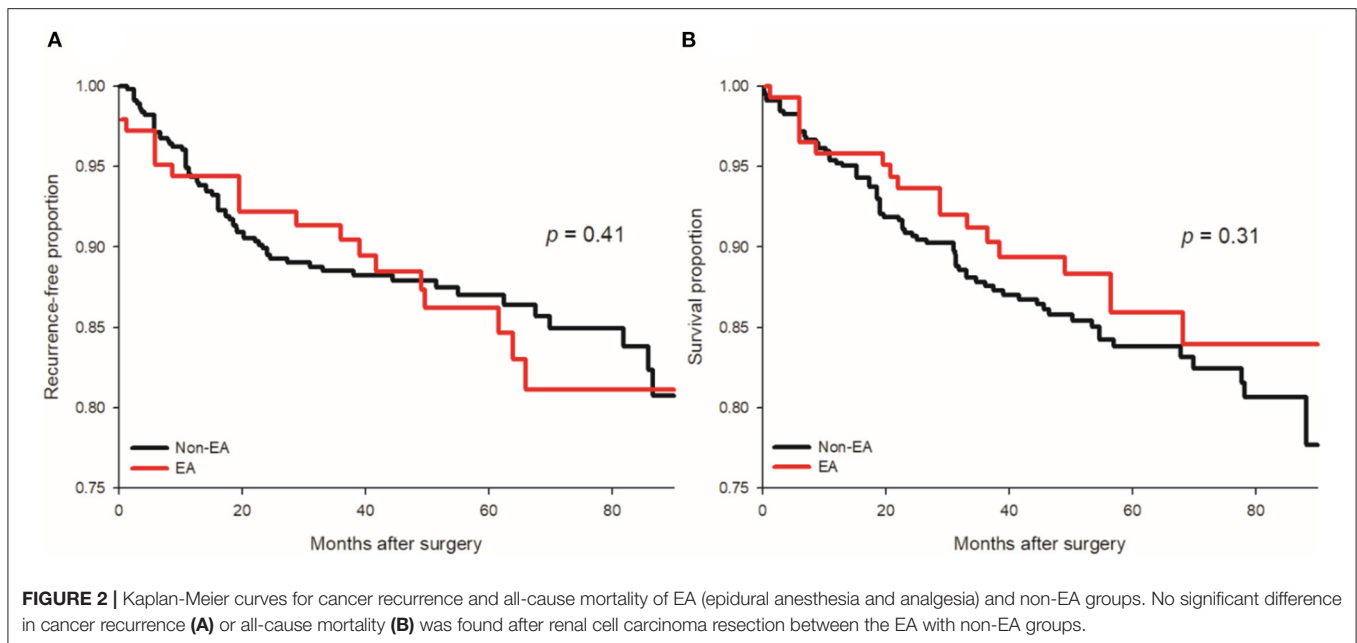 A
B
1.00
0.95
0.90
0.85
0.80
0.75
Recurrence-free proportion
p = 0.41
Non-EA
EA
0 20 40 60 80
Months after surgery
1.00
0.95
0.90
0.85
0.80
0.75
Survival proportion
p = 0.31
Non-EA
EA
0 20 40 60 80
Months after surgery
FIGURE 2 | Kaplan-Meier curves for cancer recurrence and all-cause mortality of EA (epidural anesthesia and analgesia) and non-EA groups. No significant difference
in cancer recurrence (A) or all-cause mortality (B) was found after renal cell carcinoma resection between the EA with non-EA groups.